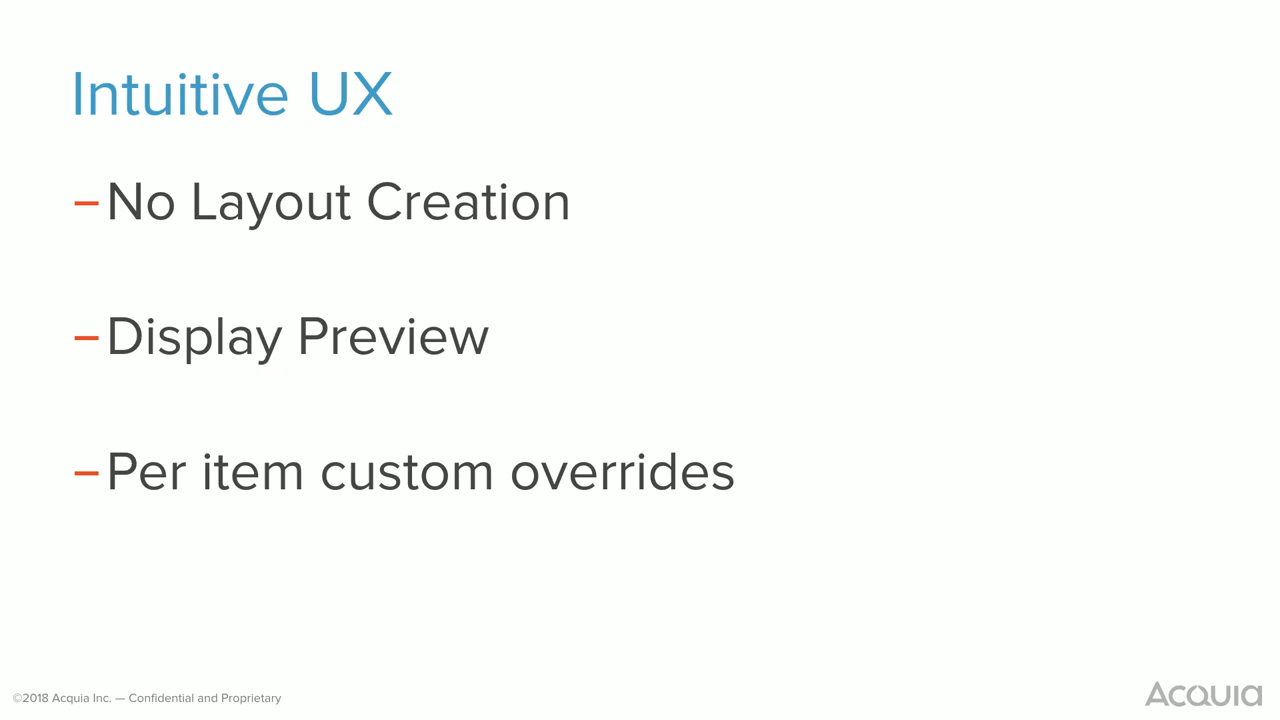 Intuitive UX
– No Layout Creation
– Display Preview
– Per item custom overrides
©2018 Acquia Inc. — Confidential and Proprietary
Acquia